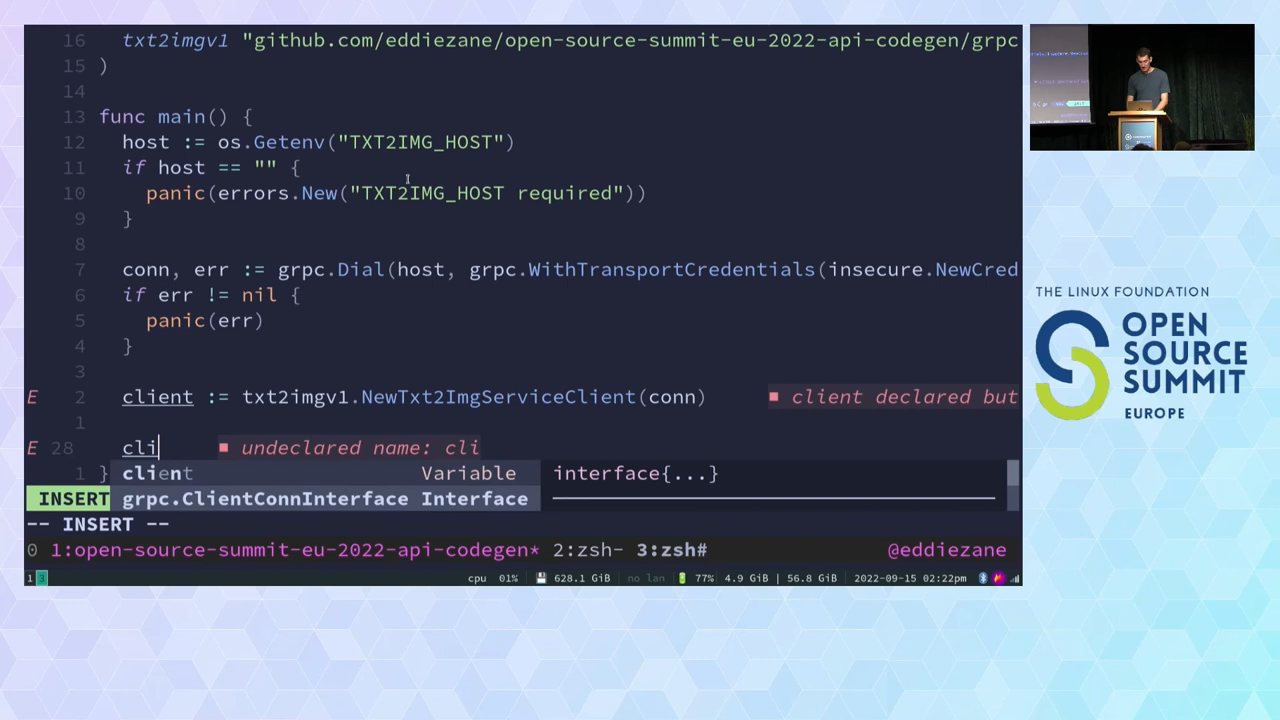 16 txt2imgv1 "github.com/eddiezane/open-source-summit-eu-2022-api-codegen/grpc
15 )
14
13 func main() {
12 host := os.Getenv("TXT2IMG_HOST")
11 if host == "" {
10 panic(errors.New("TXT2IMG_HOST required"))
9 }
8
7 conn, err := grpc.Dial(host, grpc.WithTransportCredentials(insecure.NewCred
6 if err != nil {
5 panic(err)
4 }
3
E 2 client := txt2imgv1.NewTxt2ImgServiceClient(conn) ■ client declared but
1
E 28 cli ■ undeclared name: cli
1 } client Variable interface{...}
INSERT grpc.ClientConnInterface Interface
-- INSERT --
0 1:open-source-summit-eu-2022-api-codegen* 2:zsh- 3:zsh# @eddiezane
1 3 cpu 01% 628.1 GiB no lan 77% 4.9 GiB | 56.8 GiB 2022-09-15 02:22pm
THE LINUX FOUNDATION
OPEN
SOURCE
SUMMIT
EUROPE